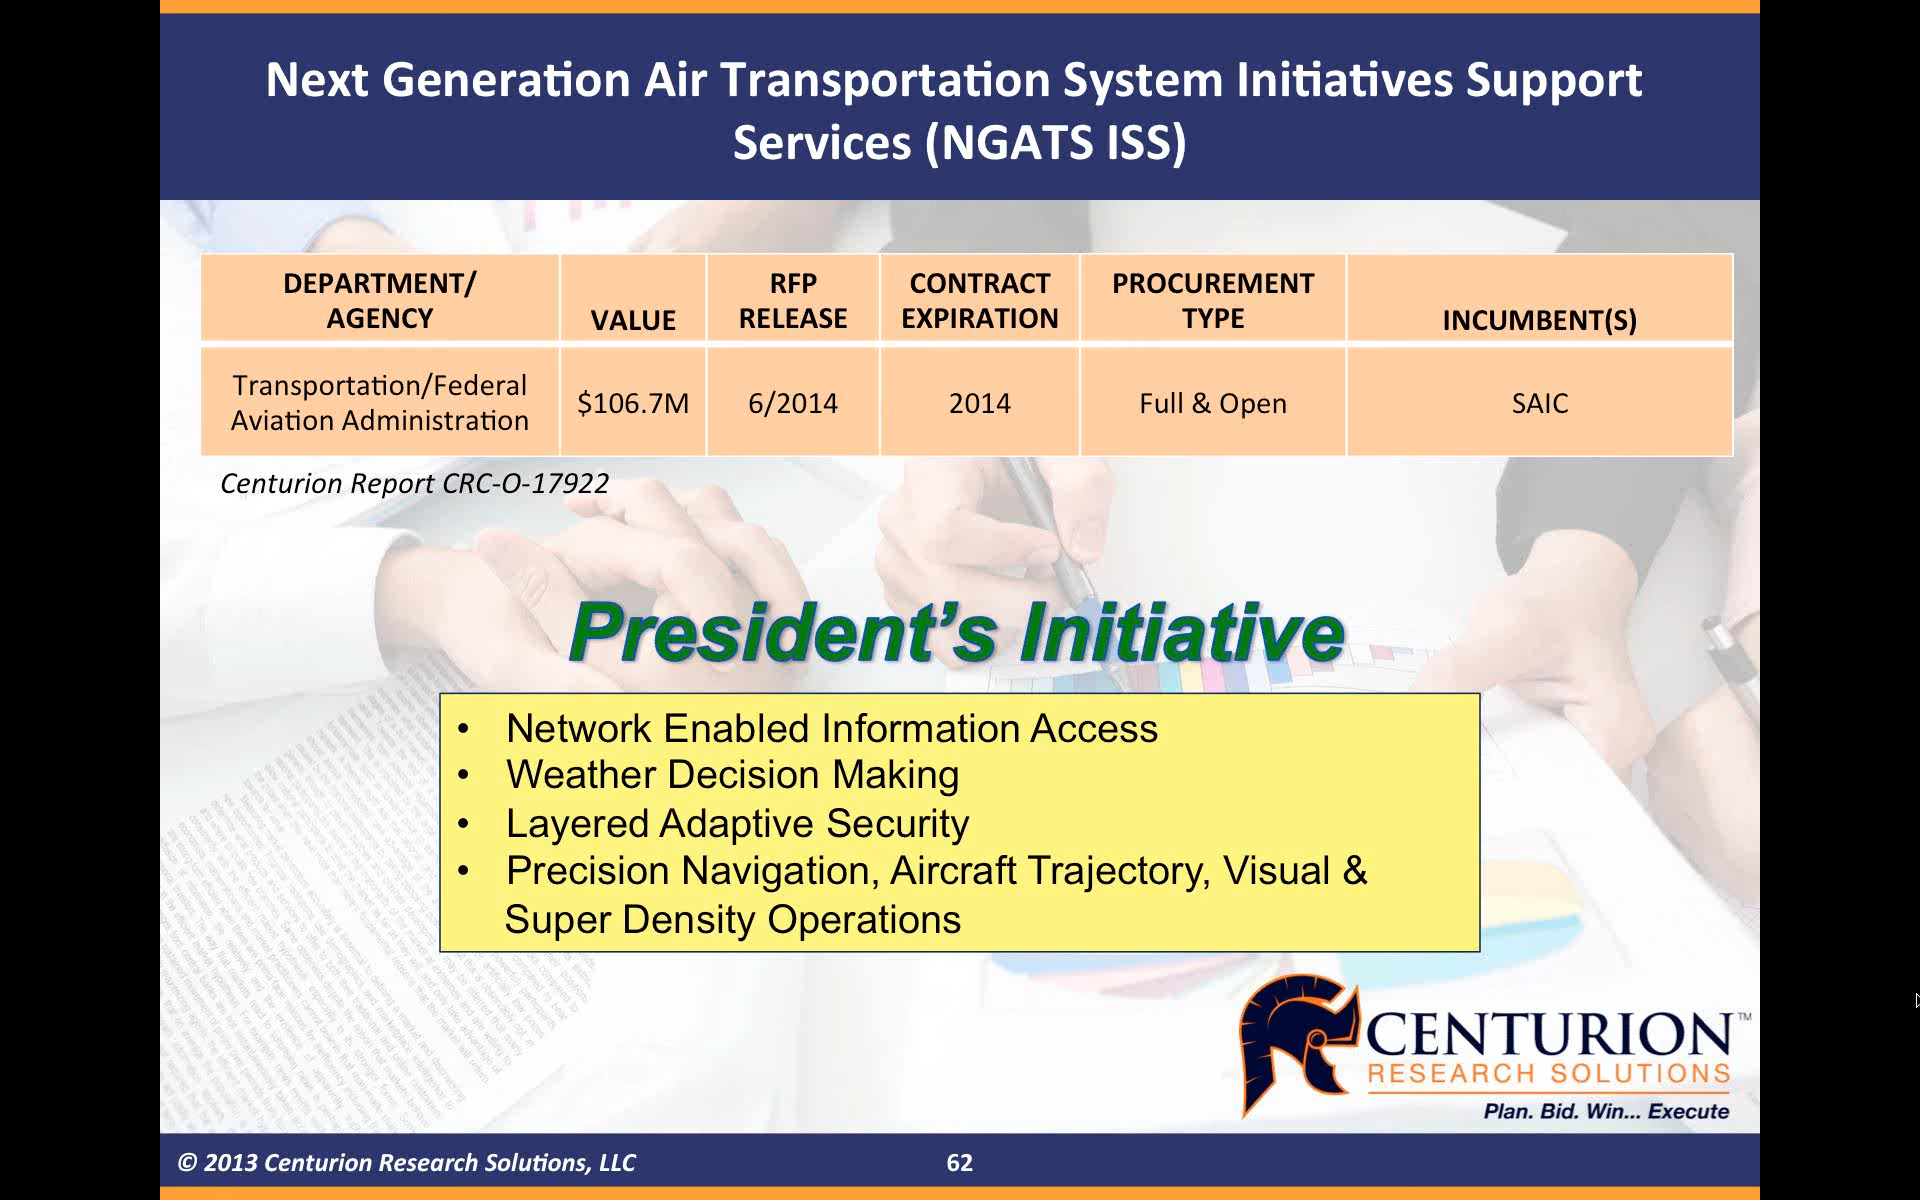 Next Generation Air Transportation System Initiatives Support
Services (NGATS ISS)
DEPARTMENT/
AGENCY
VALUE
RFP
RELEASE
CONTRACT
EXPIRATION
PROCUREMENT
TYPE
INCUMBENT(S)
Transportation/Federal
Aviation Administration
$106.7M
6/2014
2014
Full & Open
SAIC
Centurion Report CRC-O-17922
President’s Initiative
• Network Enabled Information Access
• Weather Decision Making
• Layered Adaptive Security
• Precision Navigation, Aircraft Trajectory, Visual &
Super Density Operations
CENTURION™
RESEARCH SOLUTIONS
Plan. Bid. Win... Execute
© 2013 Centurion Research Solutions, LLC
62